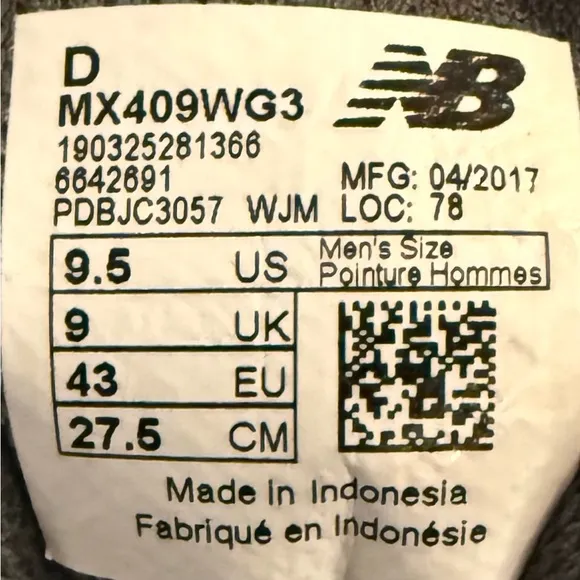 D
NB
MX409WG3
190325281366
6642691
MFG: 04/2017
PDBJC3057 WJM LOC: 78
9.5 US Men's Size
Pointure Hommes
9 UK
43 EU
27.5 CM
Made in Indonesia
Fabriqué en Indonésie